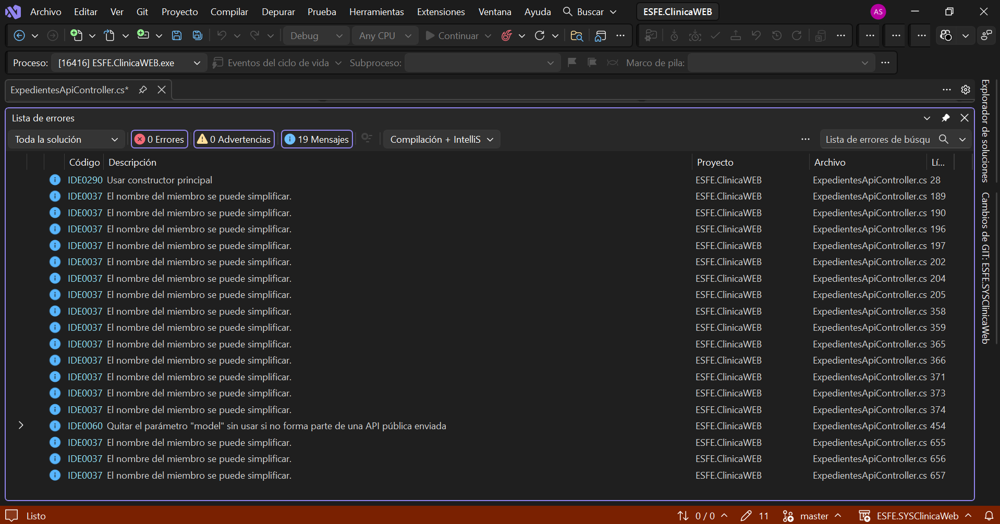 Archivo Editar Ver Git Proyecto Compilar Depurar Prueba Herramientas Extensiones Ventana Ayuda Buscar ESFE.ClinicaWEB AS
Debug Any CPU Continuar
Proceso: [16416] ESFE.ClinicaWEB.exe Eventos del ciclo de vida Subproceso: Marco de pila:
ExpedientesApiController.cs*
Lista de errores
Toda la solución 0 Errores 0 Advertencias 19 Mensajes Compilación + IntelliS Lista de errores de búsqu
Código Descripción Proyecto Archivo Lí...
IDE0290 Usar constructor principal ESFE.ClinicaWEB ExpedientesApiController.cs 28
IDE0037 El nombre del miembro se puede simplificar. ESFE.ClinicaWEB ExpedientesApiController.cs 189
IDE0037 El nombre del miembro se puede simplificar. ESFE.ClinicaWEB ExpedientesApiController.cs 190
IDE0037 El nombre del miembro se puede simplificar. ESFE.ClinicaWEB ExpedientesApiController.cs 196
IDE0037 El nombre del miembro se puede simplificar. ESFE.ClinicaWEB ExpedientesApiController.cs 197
IDE0037 El nombre del miembro se puede simplificar. ESFE.ClinicaWEB ExpedientesApiController.cs 202
IDE0037 El nombre del miembro se puede simplificar. ESFE.ClinicaWEB ExpedientesApiController.cs 204
IDE0037 El nombre del miembro se puede simplificar. ESFE.ClinicaWEB ExpedientesApiController.cs 205
IDE0037 El nombre del miembro se puede simplificar. ESFE.ClinicaWEB ExpedientesApiController.cs 358
IDE0037 El nombre del miembro se puede simplificar. ESFE.ClinicaWEB ExpedientesApiController.cs 359
IDE0037 El nombre del miembro se puede simplificar. ESFE.ClinicaWEB ExpedientesApiController.cs 365
IDE0037 El nombre del miembro se puede simplificar. ESFE.ClinicaWEB ExpedientesApiController.cs 366
IDE0037 El nombre del miembro se puede simplificar. ESFE.ClinicaWEB ExpedientesApiController.cs 371
IDE0037 El nombre del miembro se puede simplificar. ESFE.ClinicaWEB ExpedientesApiController.cs 373
IDE0037 El nombre del miembro se puede simplificar. ESFE.ClinicaWEB ExpedientesApiController.cs 374
IDE0060 Quitar el parámetro "model" sin usar si no forma parte de una API pública enviada ESFE.ClinicaWEB ExpedientesApiController.cs 454
IDE0037 El nombre del miembro se puede simplificar. ESFE.ClinicaWEB ExpedientesApiController.cs 655
IDE0037 El nombre del miembro se puede simplificar. ESFE.ClinicaWEB ExpedientesApiController.cs 656
IDE0037 El nombre del miembro se puede simplificar. ESFE.ClinicaWEB ExpedientesApiController.cs 657
Explorador de soluciones
Cambios de GIT: ESFE.SYSClinicaWeb
Listo 0 / 0 11 master ESFE.SYSClinicaWeb